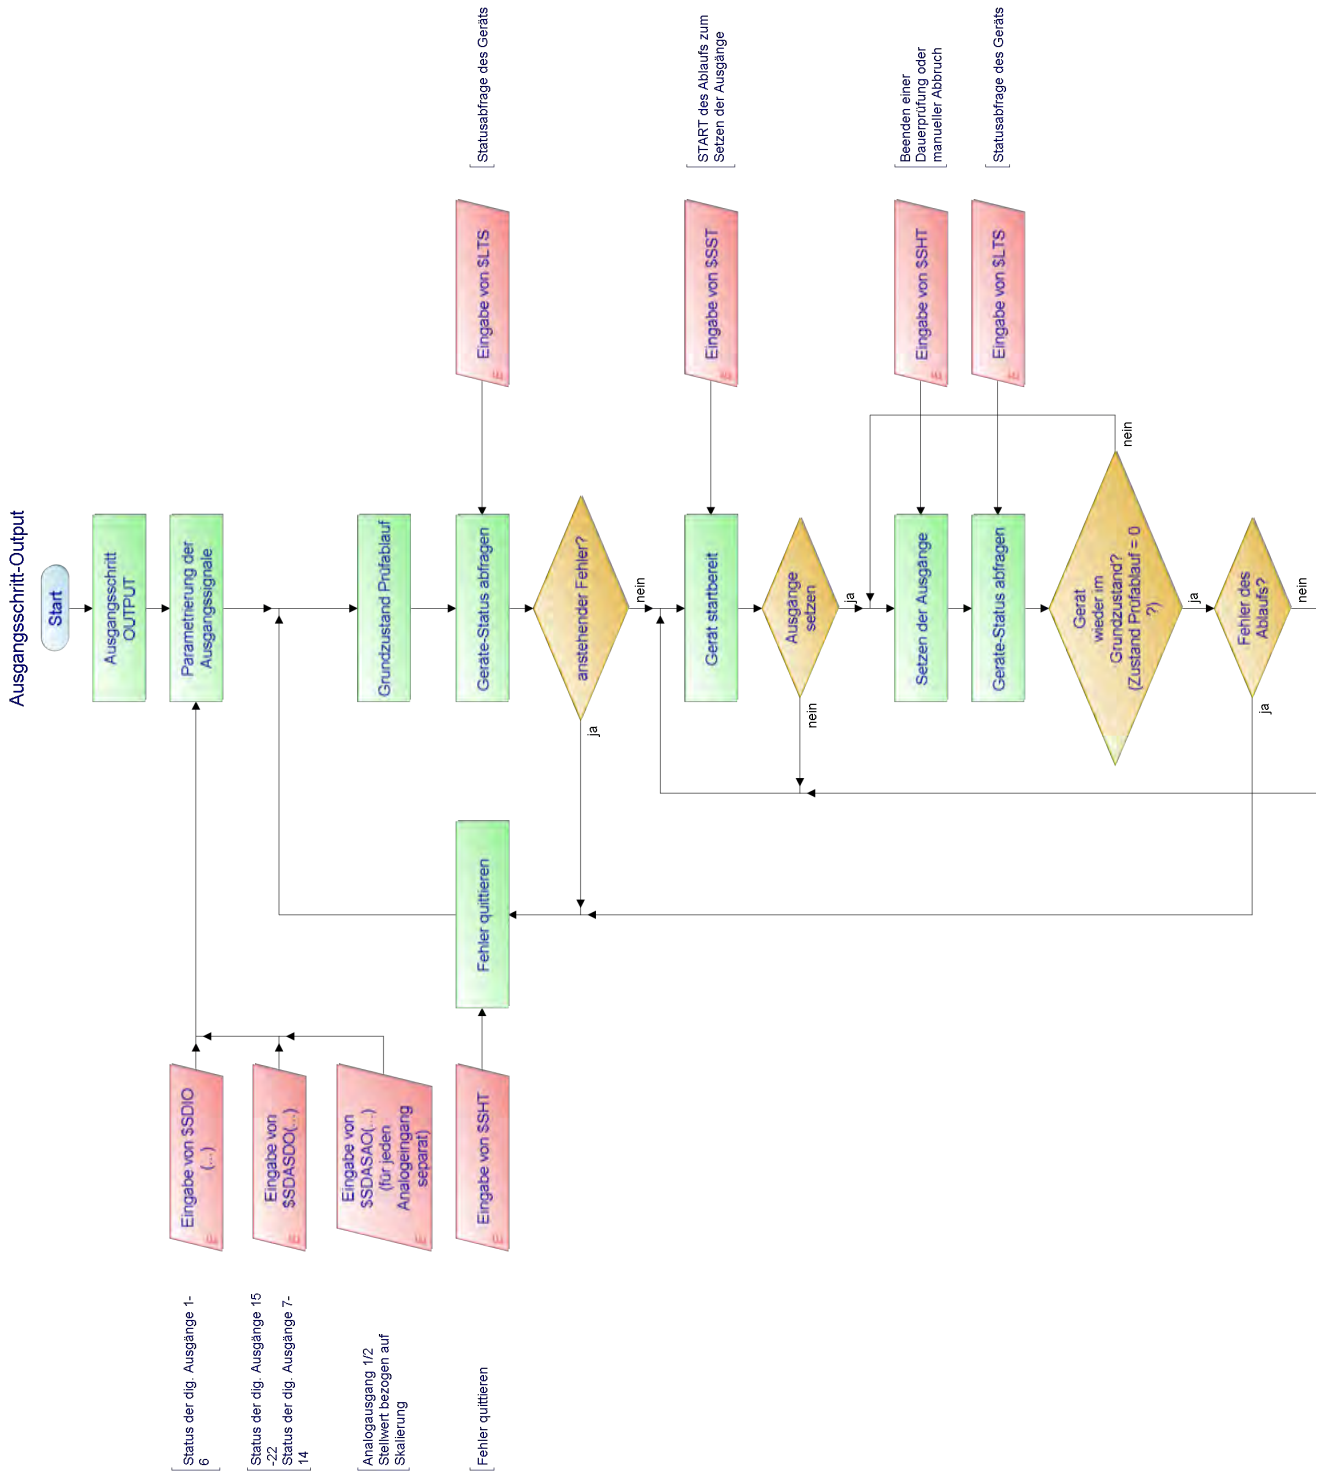 Ausgangsschritt-Output
Start
Ausgangsschritt
OUTPUT
Parametrierung der
Ausgangssignale
Eingabe von $SDIO
(...)
Status der dig. Ausgänge 1-
6
Eingabe von
$SDASDO(...)
Status der dig. Ausgänge 15
-22
Status der dig. Ausgänge 7-
14
Eingabe von
$SDASAO(...)
(für jeden
Analogeingang
separat)
Analogausgang 1/2
Stellwert bezogen auf
Skalierung
Grundzustand Prüfablauf
Geräte-Status abfragen
Eingabe von $LTS
Statusabfrage des Geräts
Fehler quittieren
Eingabe von $SHT
Fehler quittieren
anstehender Fehler?
ja
nein
Gerät startbereit
Eingabe von $SST
START des Ablaufs zum
Setzen der Ausgänge
Ausgänge
setzen
nein
ja
Setzen der Ausgänge
Eingabe von $SHT
Beenden einer
Dauerprüfung oder
manueller Abbruch
Geräte-Status abfragen
Eingabe von $LTS
Statusabfrage des Geräts
Gerät
wieder im
Grundzustand?
(Zustand Prüfablauf = 0
?)
nein
ja
Fehler des
Ablaufs?
ja
nein
E
E
E
E
E
E
E
E